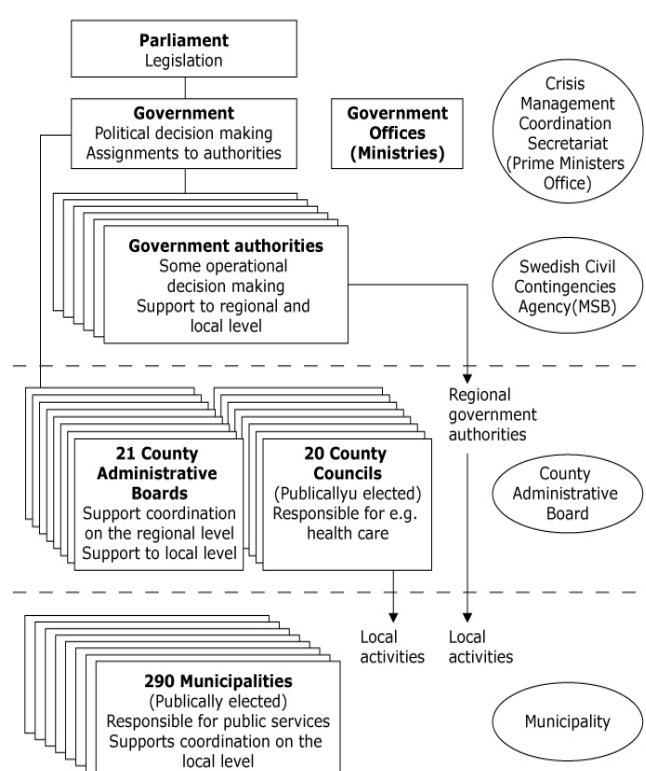 Parliament
Legislation
Government
Political decision making
Assignments to authorities
Government
Offices
(Ministries)
Crisis
Management
Coordination
Secretariat
(Prime Ministers
Office)
Government authorities
Some operational
decision making
Support to regional and
local level
Swedish Civil
Contingencies
Agency(MSB)
21 County
Administrative
Boards
Support coordination
on the regional level
Support to local level
20 County
Councils
(Publicallyu elected)
Responsible for e.g.
health care
Regional
government
authorities
County
Administrative
Board
Local
activities
Local
activities
290 Municipalities
(Publically elected)
Responsible for public services
Supports coordination on the
local level
Municipality